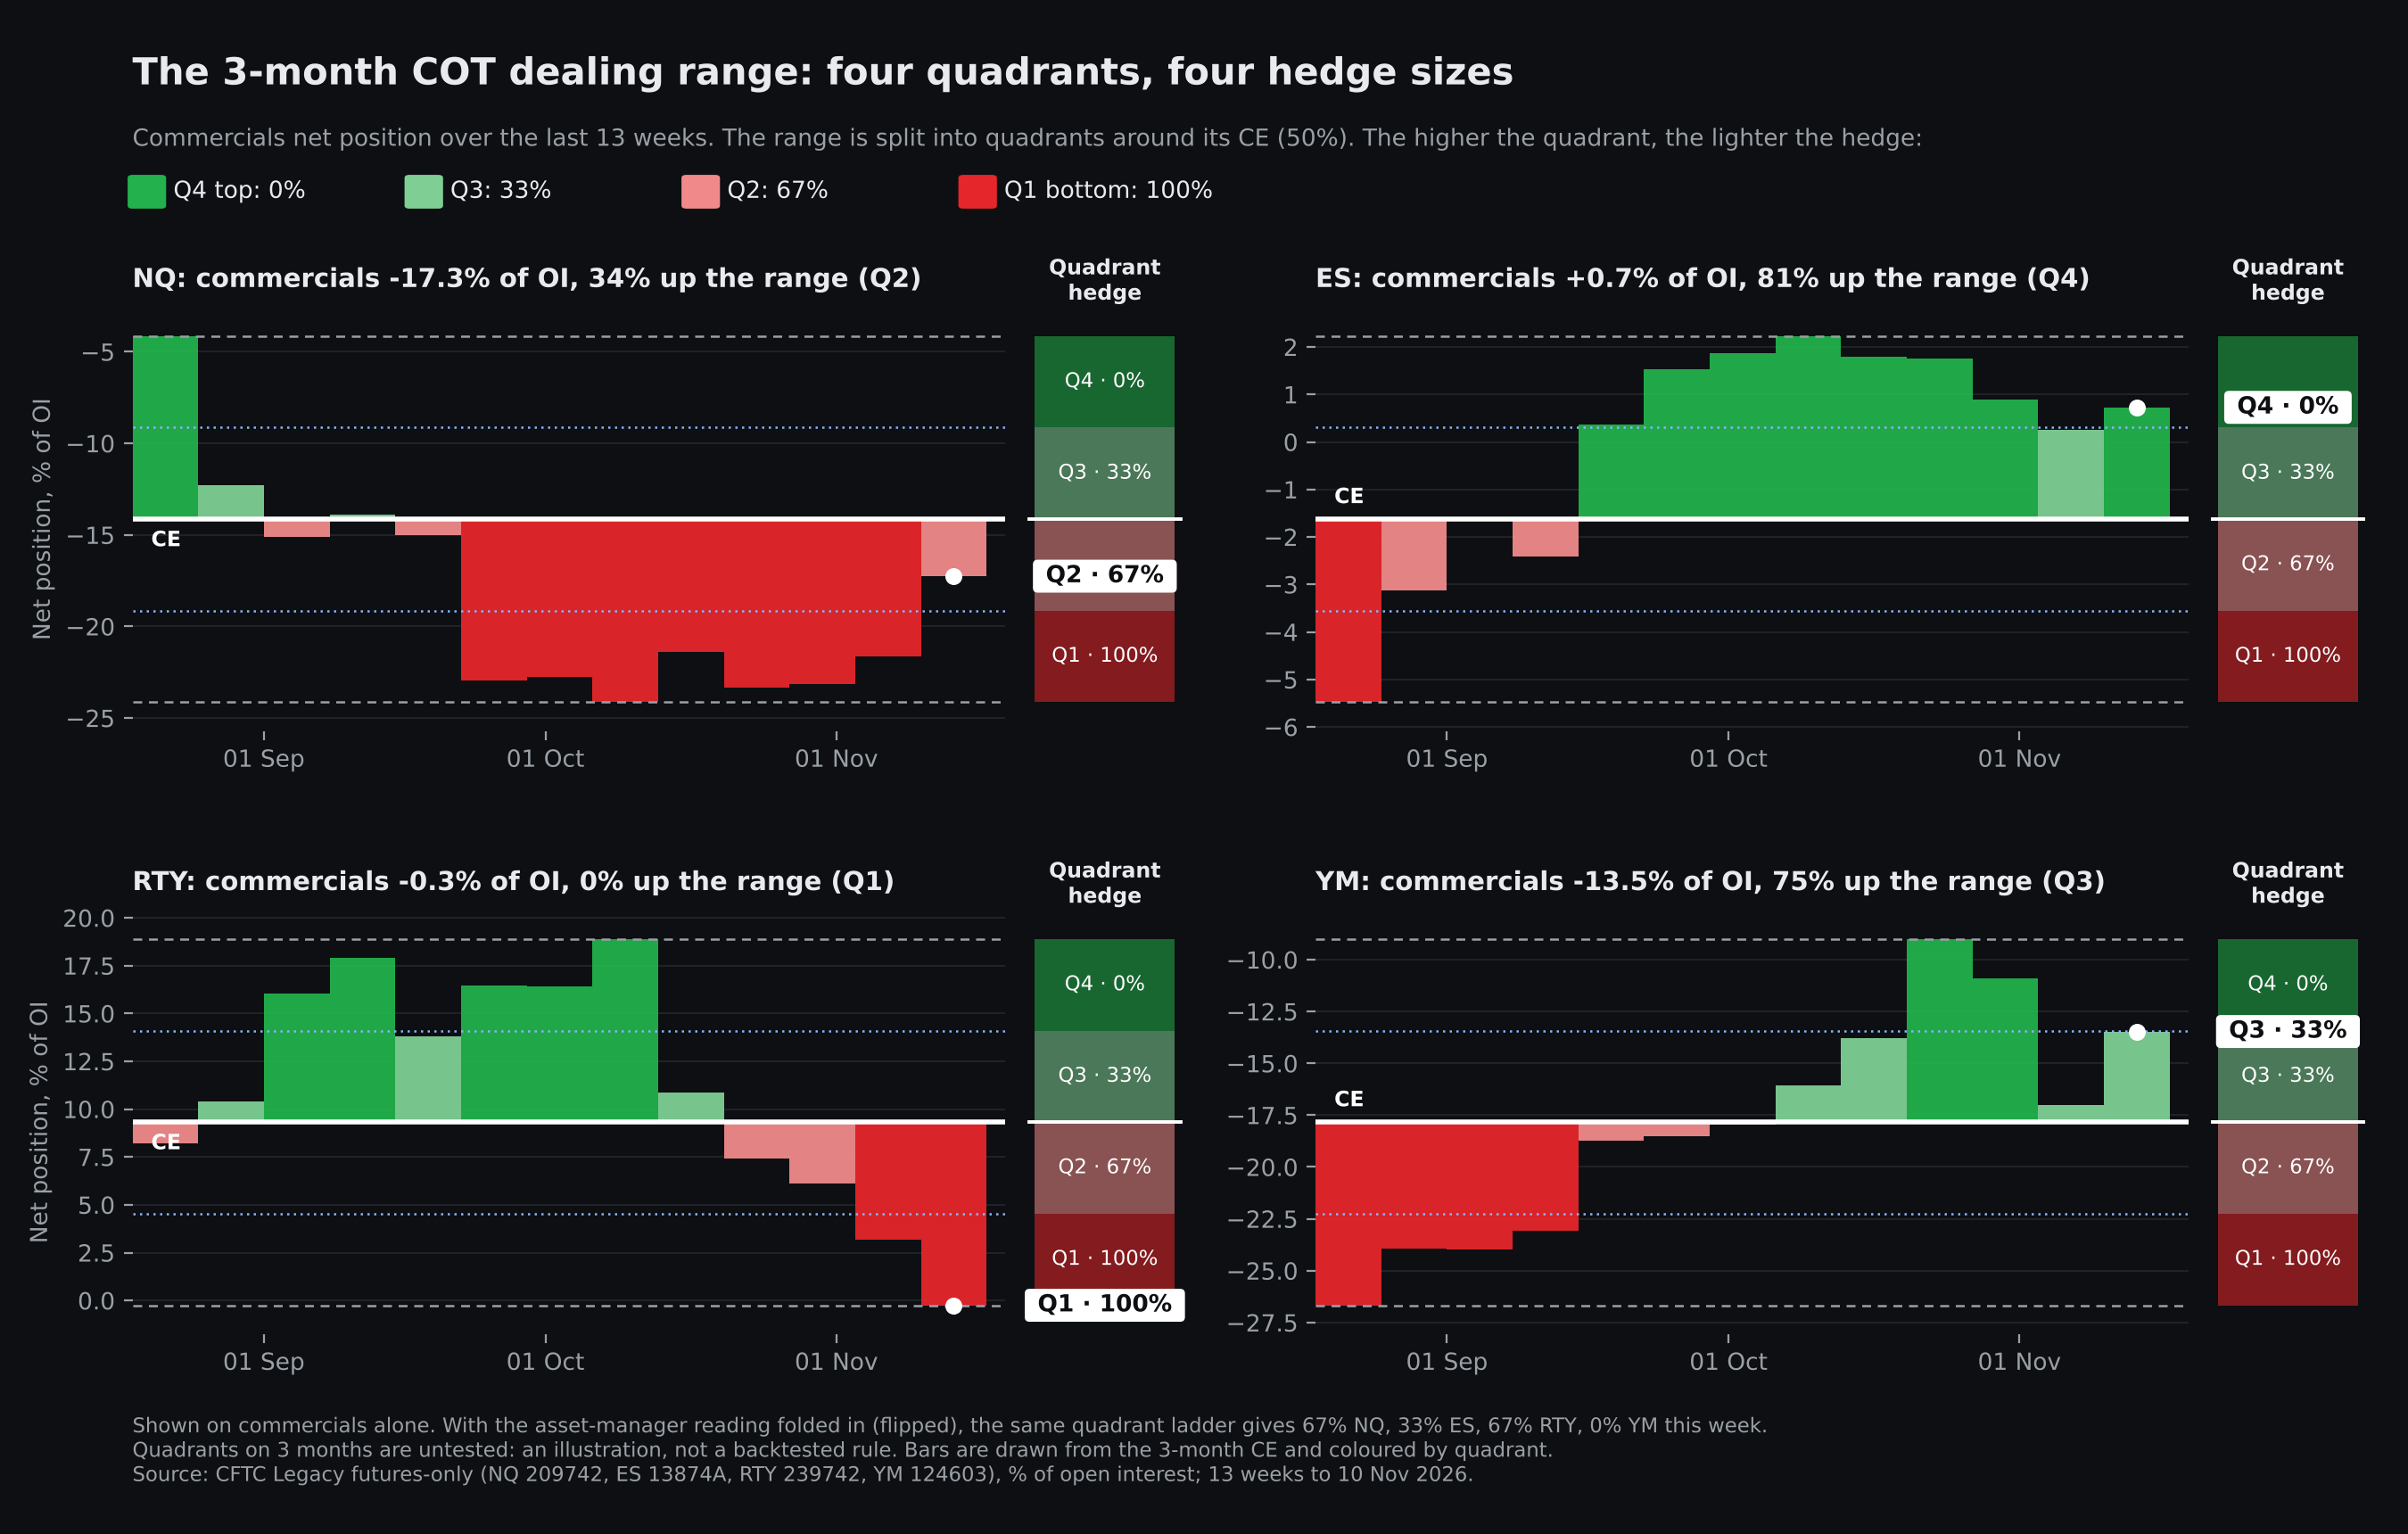 The 3-month COT dealing range: four quadrants, four hedge sizes
Commercials net position over the last 13 weeks. The range is split into quadrants around its CE (50%). The higher the quadrant, the lighter the hedge:
Q4 top: 0%
Q3: 33%
Q2: 67%
Q1 bottom: 100%
NQ: commercials -17.3% of OI, 34% up the range (Q2)
Quadrant
hedge
Net position, % of OI
−5
−10
−15
−20
−25
CE
01 Sep
01 Oct
01 Nov
Q4 · 0%
Q3 · 33%
Q2 · 67%
Q1 · 100%
ES: commercials +0.7% of OI, 81% up the range (Q4)
Quadrant
hedge
2
1
0
−1
−2
−3
−4
−5
−6
CE
01 Sep
01 Oct
01 Nov
Q4 · 0%
Q3 · 33%
Q2 · 67%
Q1 · 100%
RTY: commercials -0.3% of OI, 0% up the range (Q1)
Quadrant
hedge
Net position, % of OI
20.0
17.5
15.0
12.5
10.0
7.5
5.0
2.5
0.0
CE
01 Sep
01 Oct
01 Nov
Q4 · 0%
Q3 · 33%
Q2 · 67%
Q1 · 100%
Q1 · 100%
YM: commercials -13.5% of OI, 75% up the range (Q3)
Quadrant
hedge
−10.0
−12.5
−15.0
−17.5
−20.0
−22.5
−25.0
−27.5
CE
01 Sep
01 Oct
01 Nov
Q4 · 0%
Q3 · 33%
Q3 · 33%
Q2 · 67%
Q1 · 100%
Shown on commercials alone. With the asset-manager reading folded in (flipped), the same quadrant ladder gives 67% NQ, 33% ES, 67% RTY, 0% YM this week.
Quadrants on 3 months are untested: an illustration, not a backtested rule. Bars are drawn from the 3-month CE and coloured by quadrant.
Source: CFTC Legacy futures-only (NQ 209742, ES 13874A, RTY 239742, YM 124603), % of open interest; 13 weeks to 10 Nov 2026.